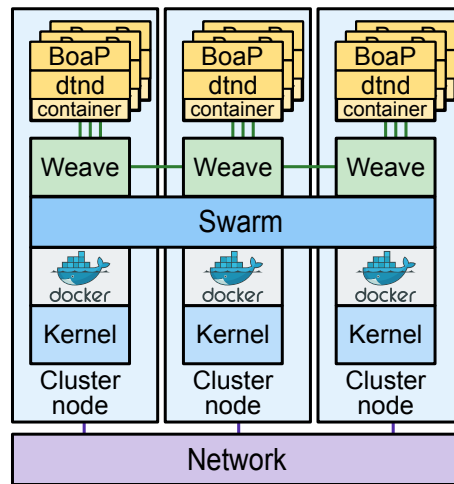 BoaP BoaP BoaP
dtnd dtnd dtnd
container container container
Weave Weave Weave
Swarm
docker docker docker
Kernel Kernel Kernel
Cluster Cluster Cluster
node node node
Network